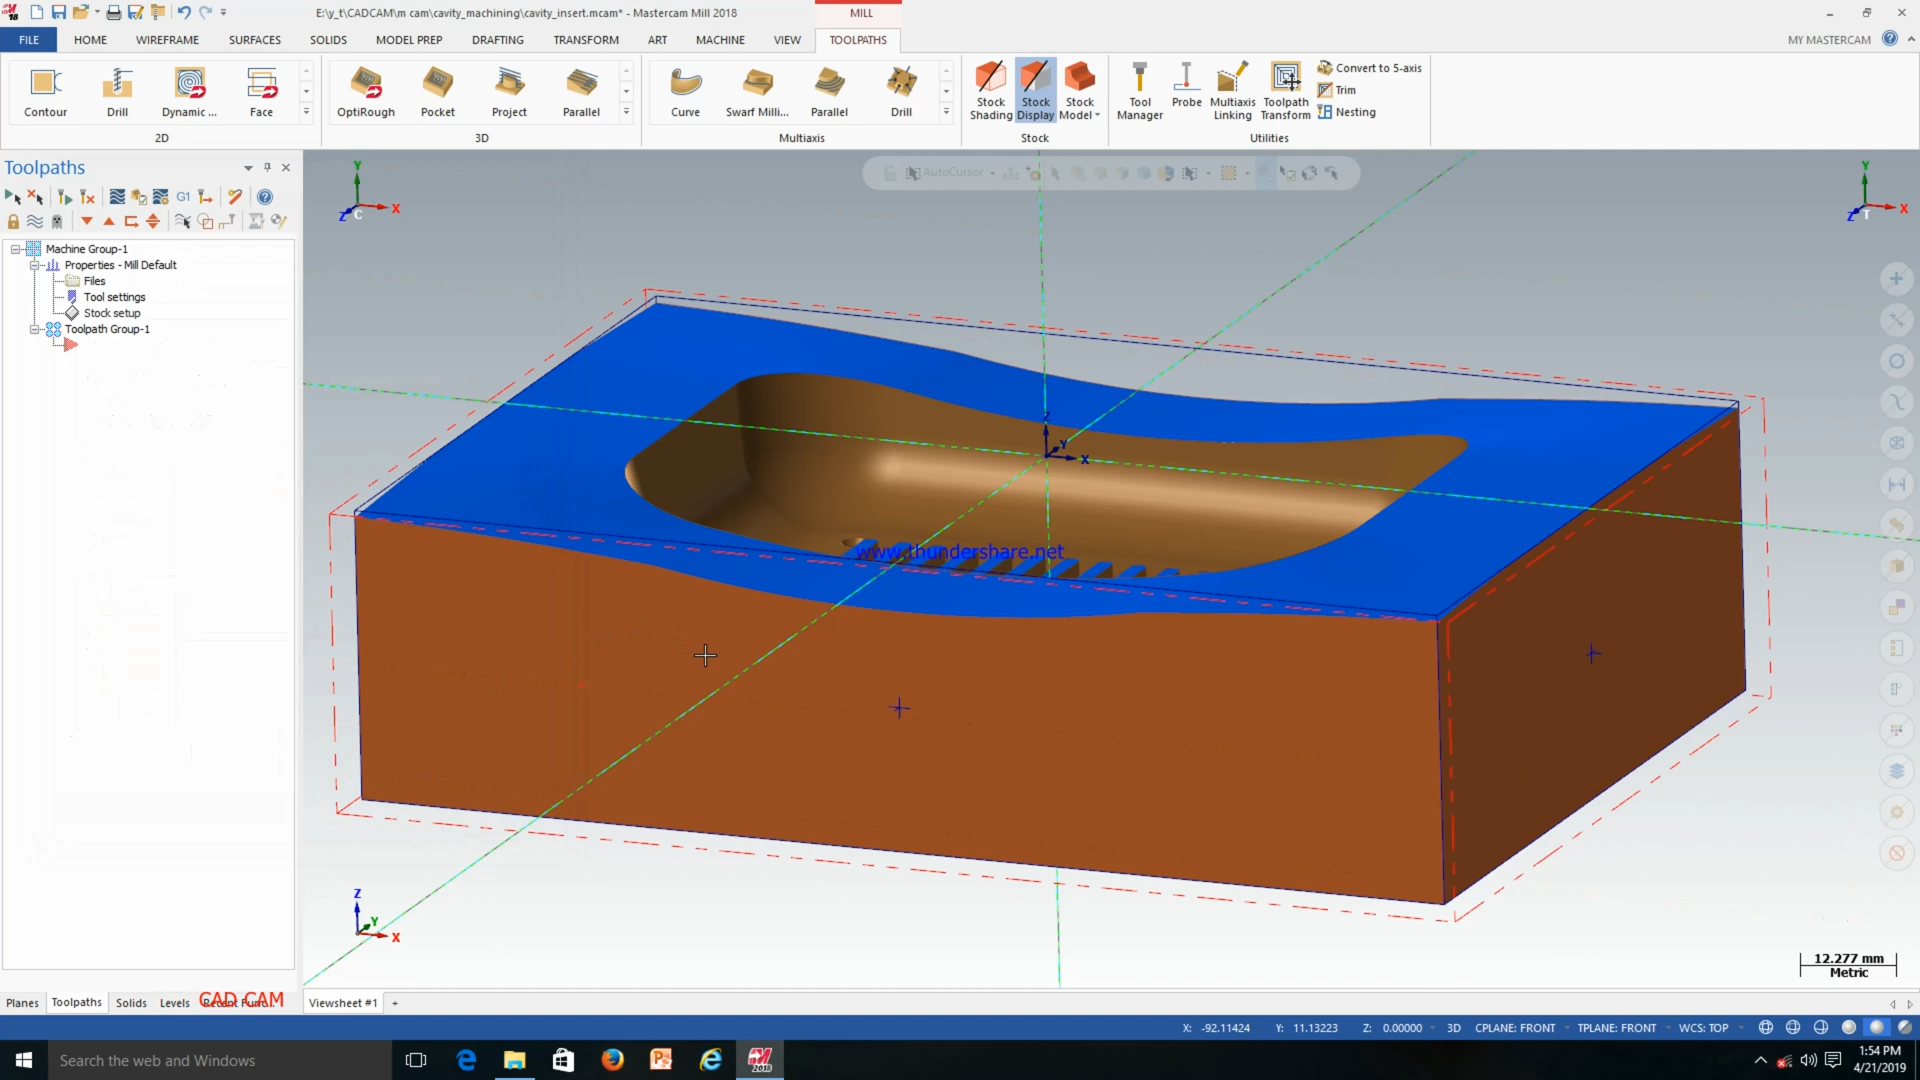 E:\y_t\CADCAM\m cam\cavity_machining\cavity_insert.mcam* - Mastercam Mill 2018
MILL
FILE HOME WIREFRAME SURFACES SOLIDS MODEL PREP DRAFTING TRANSFORM ART MACHINE VIEW TOOLPATHS MY MASTERCAM
Contour Drill Dynamic ... Face
2D
OptiRough Pocket Project Parallel
3D
Curve Swarf Milli... Parallel Drill
Multiaxis
Stock Shading
Stock Display
Stock Model
Stock
Tool Manager
Probe
Multiaxis Linking
Toolpath Transform
Convert to 5-axis
Trim
Nesting
Utilities
Toolpaths
G1
Machine Group-1
Properties - Mill Default
Files
Tool settings
Stock setup
Toolpath Group-1
AutoCursor
Y
X
Z
C
Y
X
Z
T
Z
Y
X
www.thundershare.net
Z
Y
X
12.277 mm
Metric
Planes Toolpaths Solids Levels
CAD CAM
Viewsheet #1 +
X: -92.11424 Y: 11.13223 Z: 0.00000 3D CPLANE: FRONT TPLANE: FRONT WCS: TOP
Search the web and Windows
2018
1:54 PM
4/21/2019